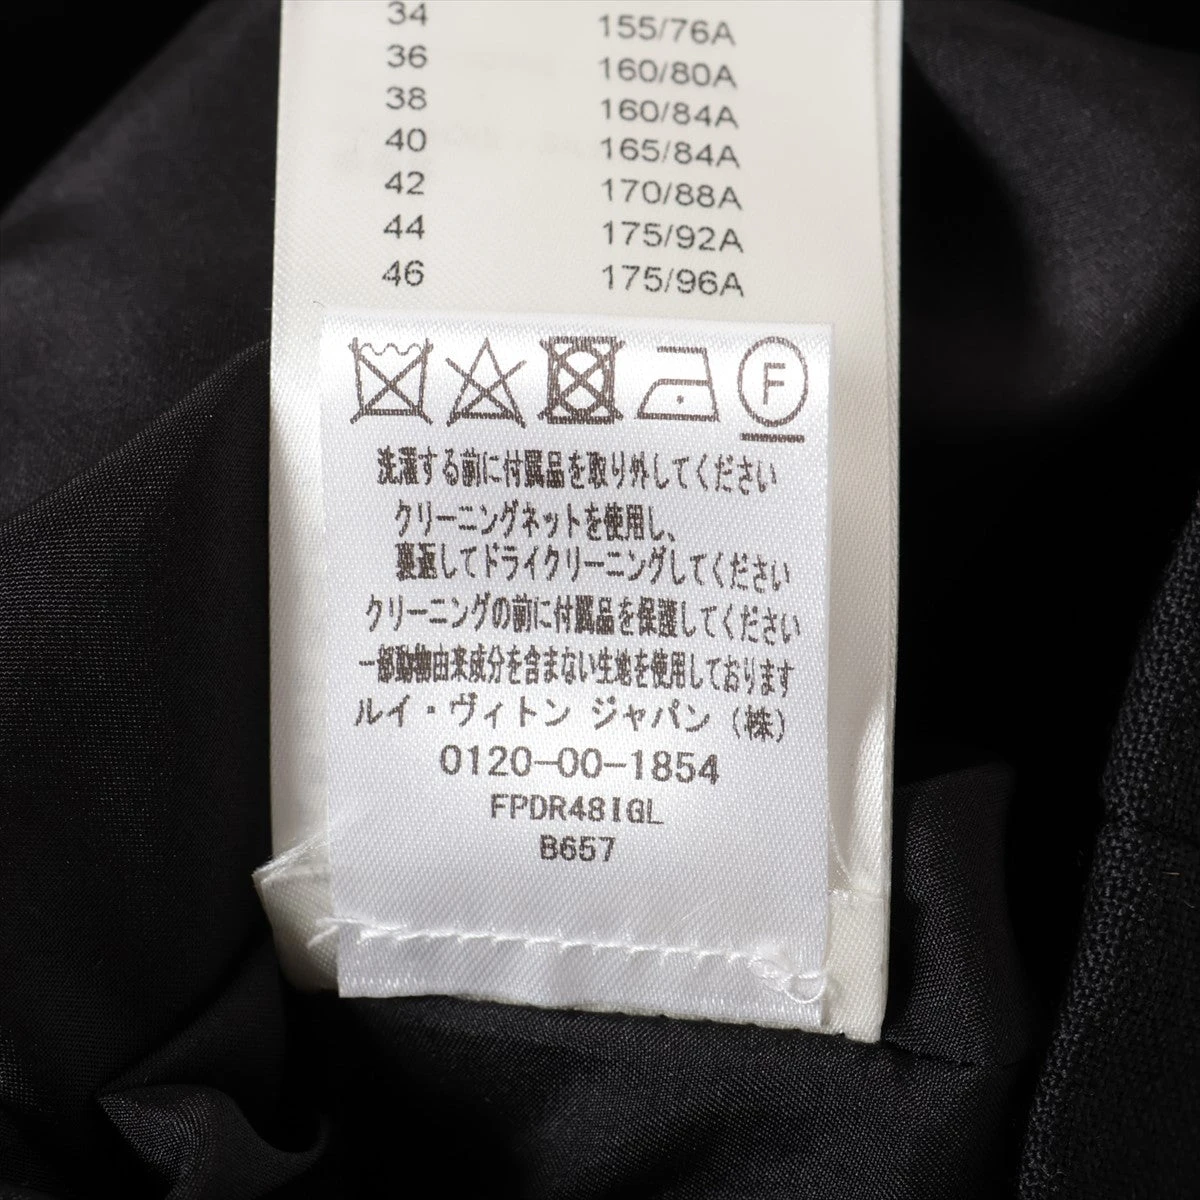 34 155/76A
36 160/80A
38 160/84A
40 165/84A
42 170/88A
44 175/92A
46 175/96A
F
洗濯する前に付属品を取り外してください
クリーニングネットを使用し、
裏返してドライクリーニングしてください
クリーニングの前に付属品を保護してください
一部動物由来成分を含まない生地を使用しております
ルイ・ヴィトン ジャパン (株)
0120-00-1854
FPDR48IGL
B657